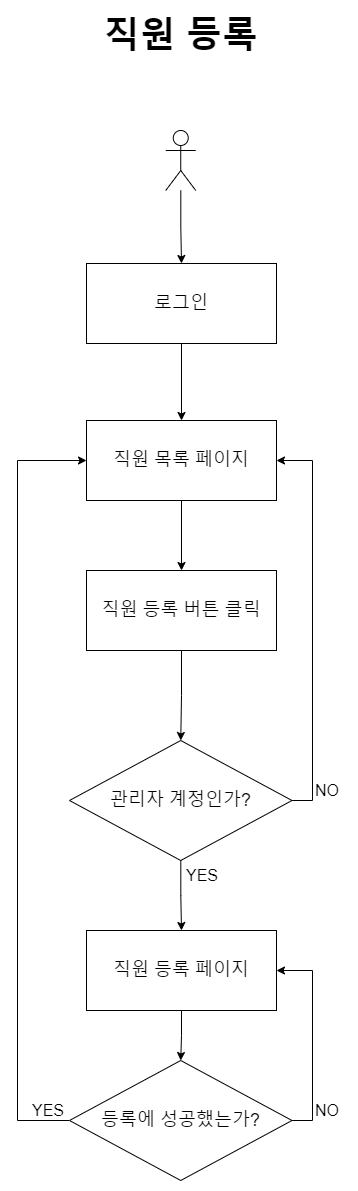 직원 등록
로그인
직원 목록 페이지
직원 등록 버튼 클릭
관리자 계정인가?
NO
YES
직원 등록 페이지
등록에 성공했는가?
YES
NO